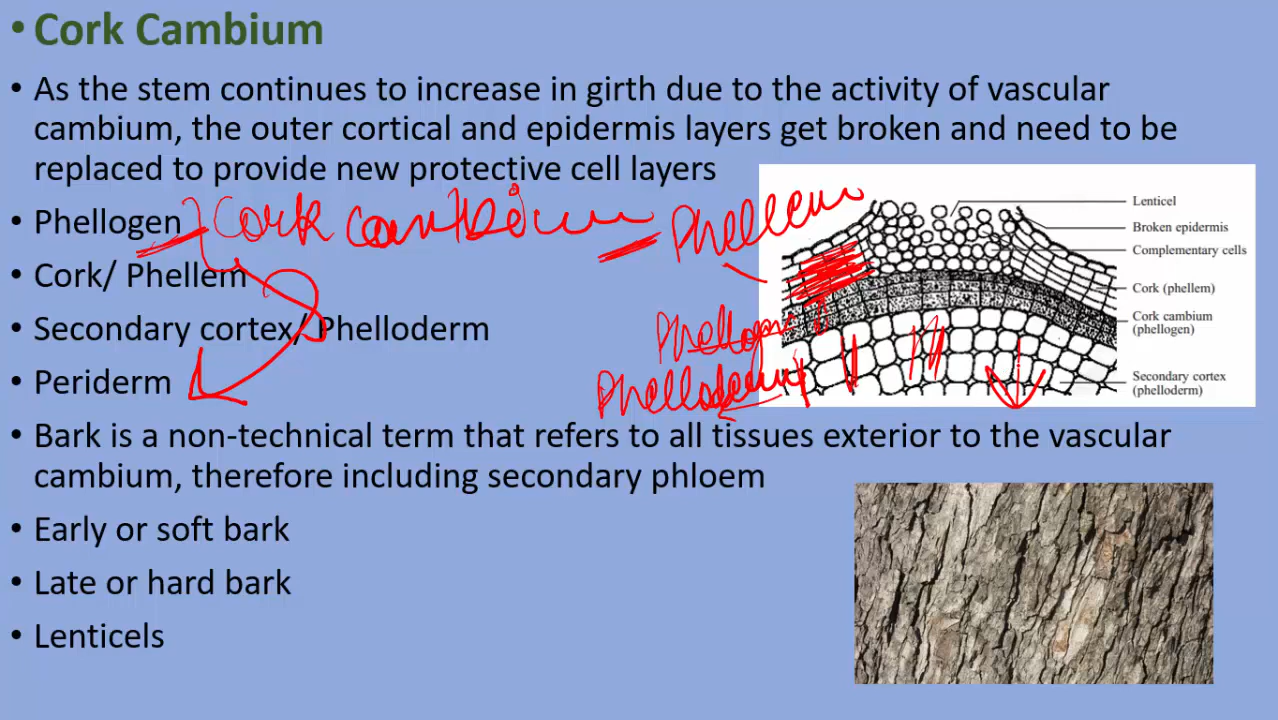 • Cork Cambium
• As the stem continues to increase in girth due to the activity of vascular
cambium, the outer cortical and epidermis layers get broken and need to be
replaced to provide new protective cell layers
• Phellogen
Cork cambium
Phellem
• Cork/ Phellem
• Secondary cortex/ Phelloderm
Phellogen
• Periderm
Phelloderm
Lenticel
Broken epidermis
Complementary cells
Cork (phellem)
Cork cambium
(phellogen)
Secondary cortex
(phelloderm)
• Bark is a non-technical term that refers to all tissues exterior to the vascular
cambium, therefore including secondary phloem
• Early or soft bark
• Late or hard bark
• Lenticels